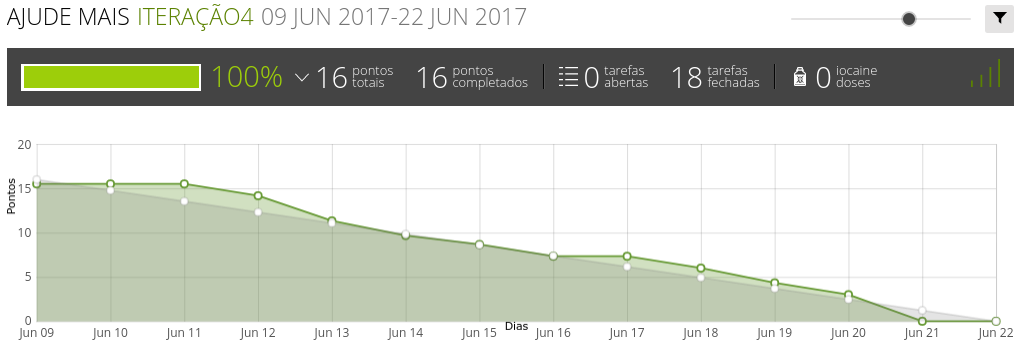 AJUDE MAIS ITERAÇÃO4 09 JUN 2017-22 JUN 2017
100% 16 pontos totais 16 pontos completados 0 tarefas abertas 18 tarefas fechadas 0 iocaine doses
20
15
10
5
0
Pontos
Jun 09 Jun 10 Jun 11 Jun 12 Jun 13 Jun 14 Jun 15 Jun 16 Jun 17 Jun 18 Jun 19 Jun 20 Jun 21 Jun 22
Dias